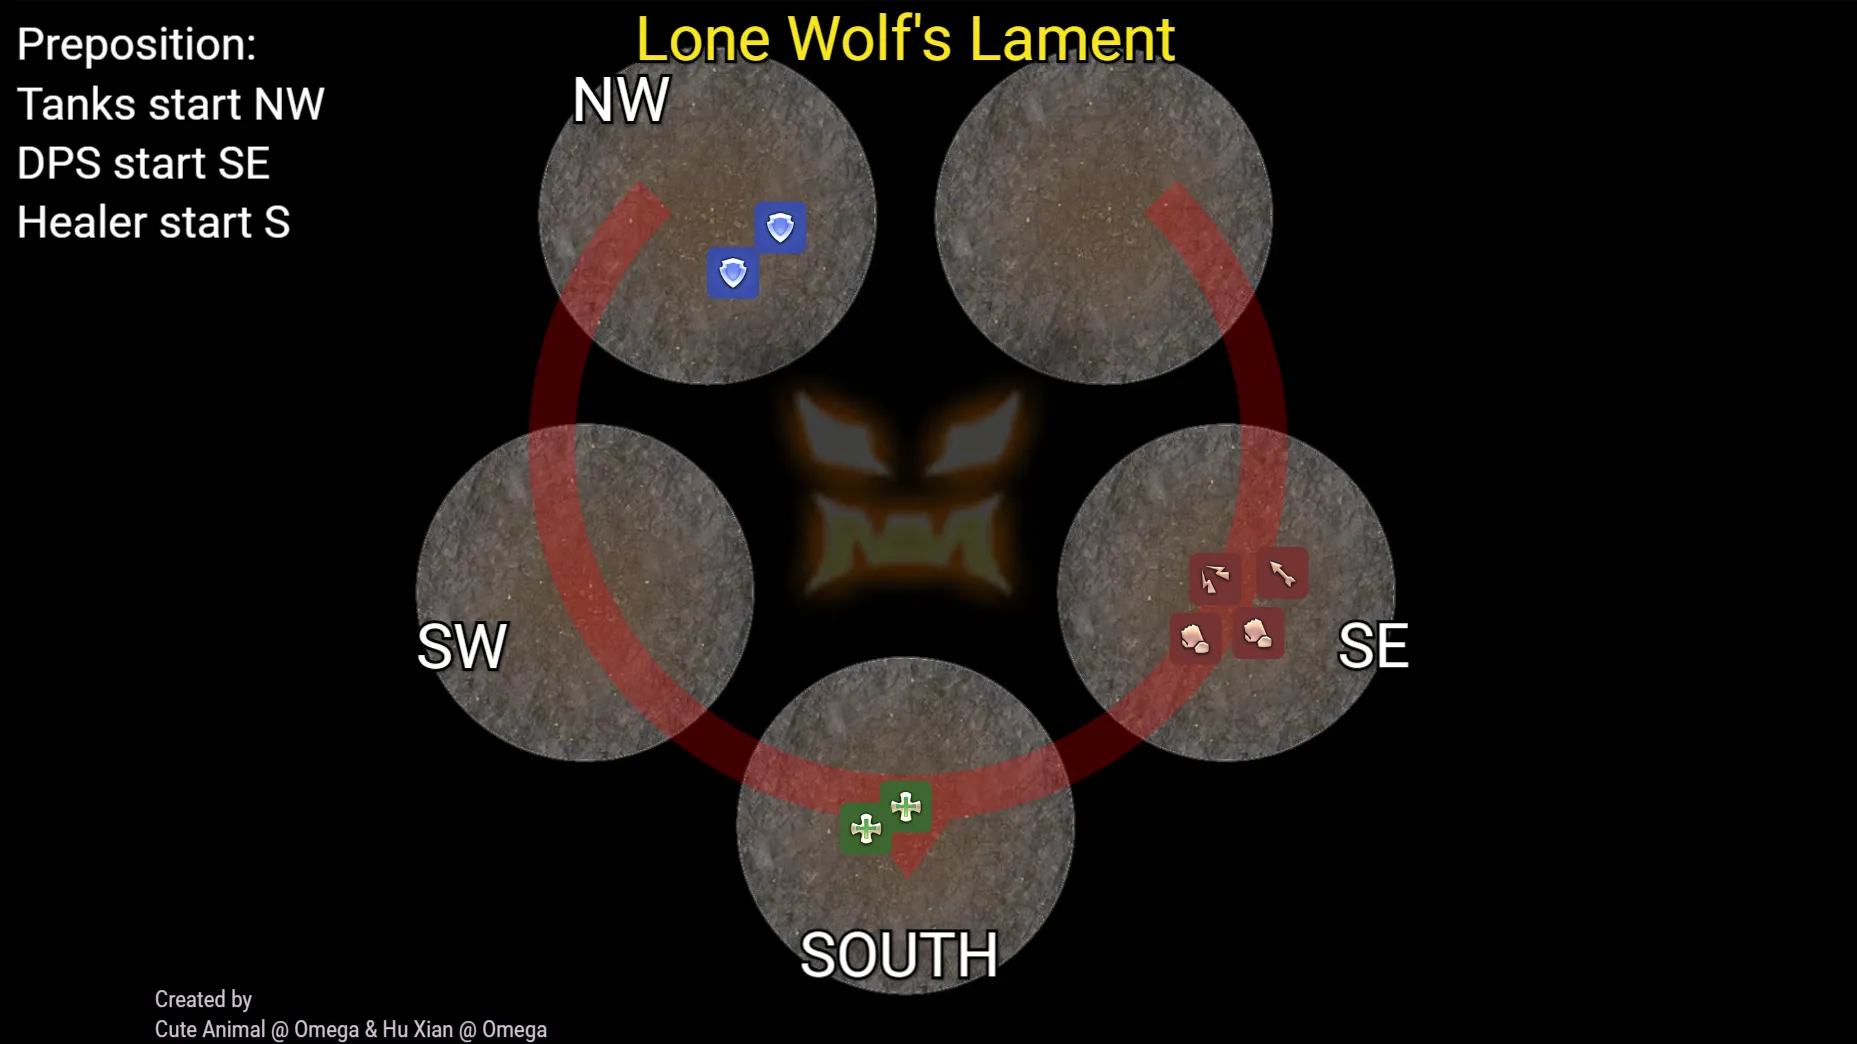 Lone Wolf's Lament
Preposition:
Tanks start NW
DPS start SE
Healer start S
NW
SW
SE
SOUTH
Created by
Cute Animal @ Omega & Hu Xian @ Omega